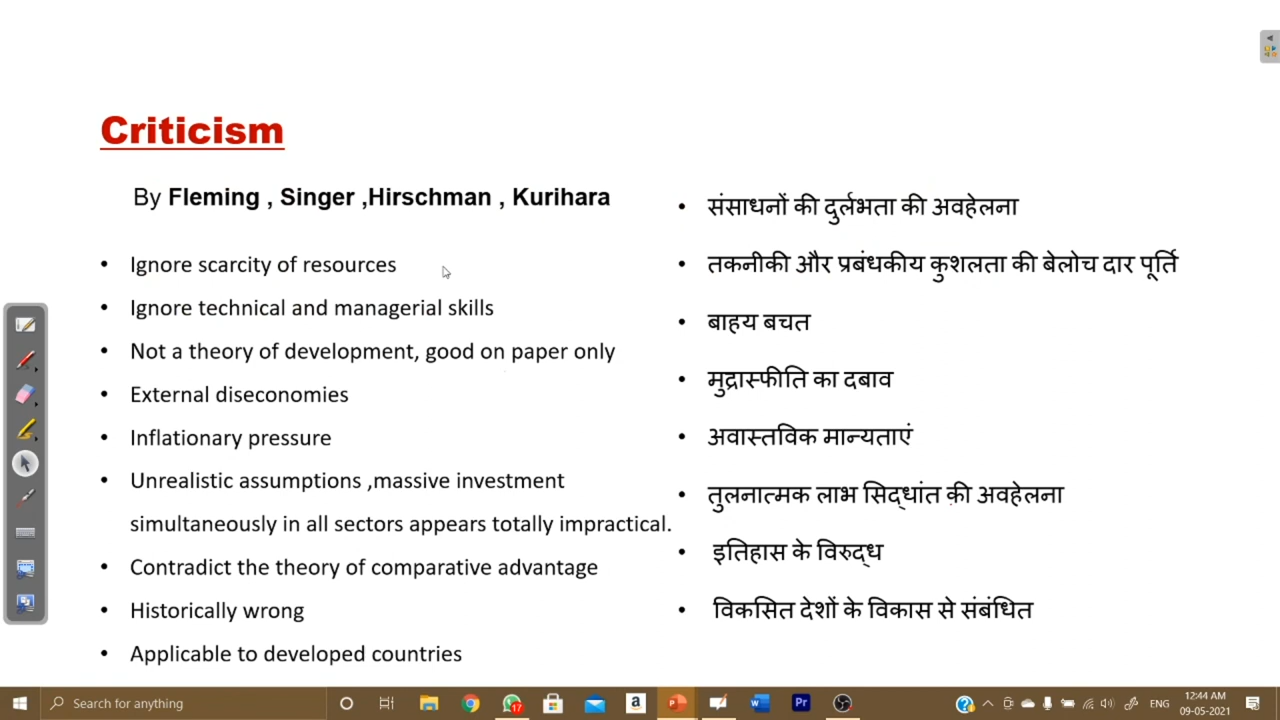 Criticism
By Fleming , Singer ,Hirschman , Kurihara
• Ignore scarcity of resources
• Ignore technical and managerial skills
• Not a theory of development, good on paper only
• External diseconomies
• Inflationary pressure
• Unrealistic assumptions ,massive investment
simultaneously in all sectors appears totally impractical.
• Contradict the theory of comparative advantage
• Historically wrong
• Applicable to developed countries
• संसाधनों की दुर्लभता की अवहेलना
• तकनीकी और प्रबंधकीय कुशलता की बेलोच दार पूर्ति
• बाहय बचत
• मुद्रास्फीति का दबाव
• अवास्तविक मान्यताएं
• तुलनात्मक लाभ सिद्धांत की अवहेलना
• इतिहास के विरुद्ध
• विकसित देशों के विकास से संबंधित
Search for anything
17
a
P
W
Pr
ENG
12:44 AM
09-05-2021